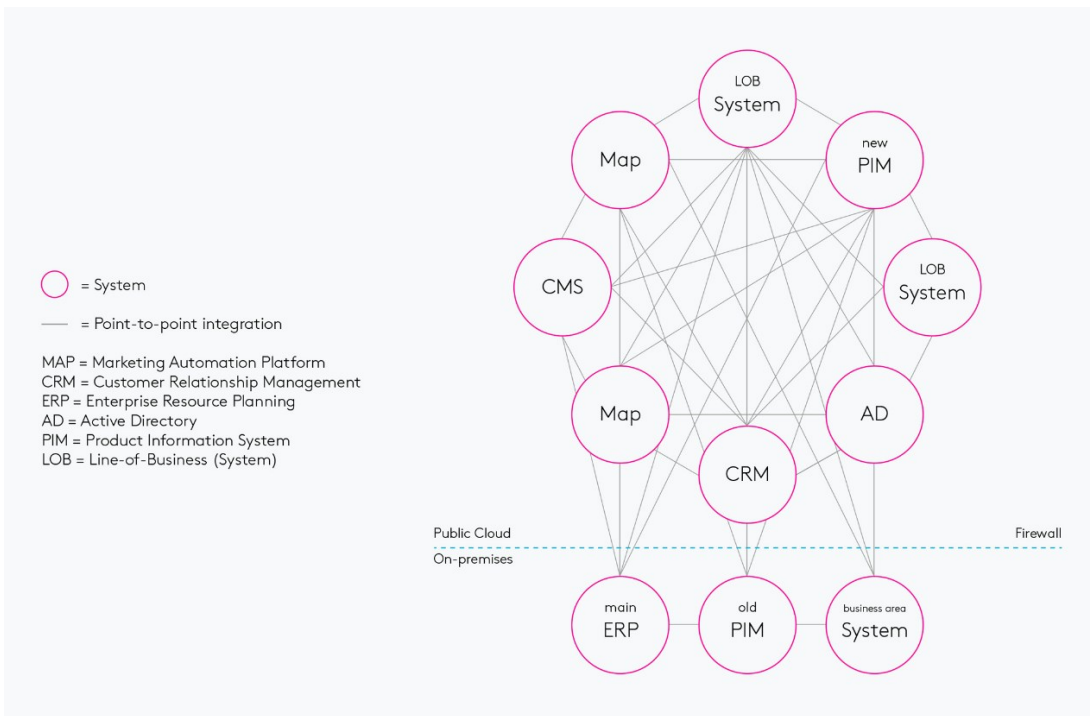 LOB
System
Map
new
PIM
CMS
LOB
System
= System
= Point-to-point integration
MAP = Marketing Automation Platform
CRM = Customer Relationship Management
ERP = Enterprise Resource Planning
AD = Active Directory
PIM = Product Information System
LOB = Line-of-Business (System)
Map
AD
CRM
Public Cloud
Firewall
On-premises
main
ERP
old
PIM
business area
System